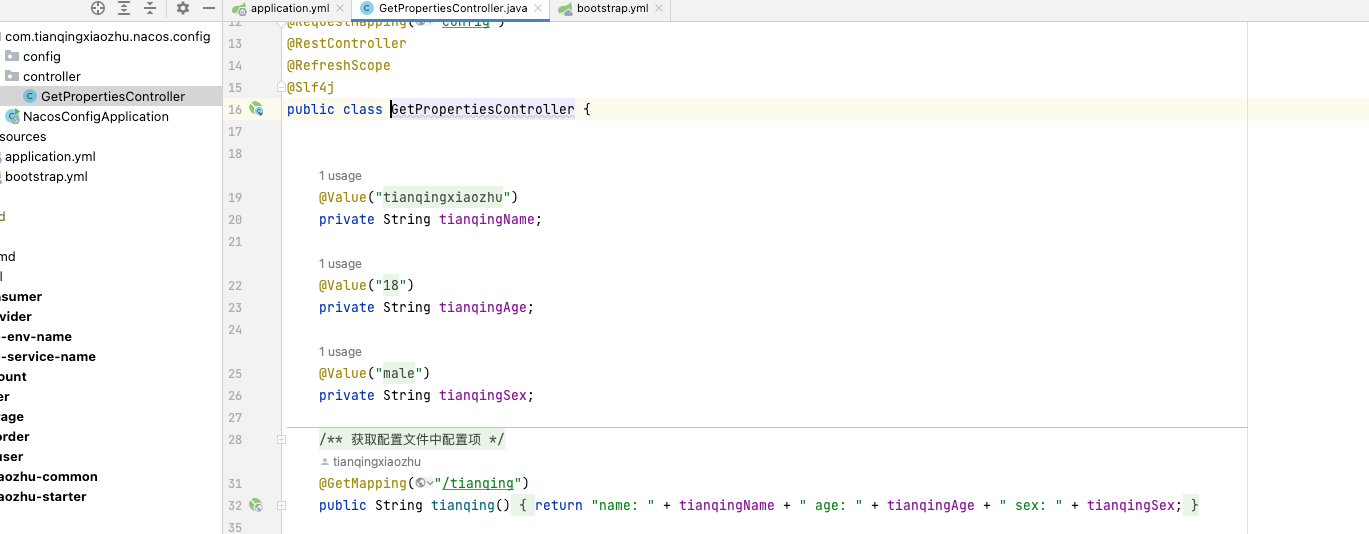 application.yml
GetPropertiesController.java
bootstrap.yml
com.tianqingxiaozhu.nacos.config
config
controller
GetPropertiesController
NacosConfigApplication
sources
application.yml
bootstrap.yml
d
md
l
sumer
vider
-env-name
-service-name
ount
er
rage
order
user
aozhu-common
aozhu-starter
12 @RequestMapping("config")
13 @RestController
14 @RefreshScope
15 @Slf4j
16 public class GetPropertiesController {
17
18
1 usage
19 @Value("tianqingxiaozhu")
20 private String tianqingName;
21
1 usage
22 @Value("18")
23 private String tianqingAge;
24
1 usage
25 @Value("male")
26 private String tianqingSex;
27
28 /** 获取配置文件中配置项 */
tianqingxiaozhu
31 @GetMapping("/tianqing")
32 public String tianqing() { return "name: " + tianqingName + " age: " + tianqingAge + " sex: " + tianqingSex; }
35